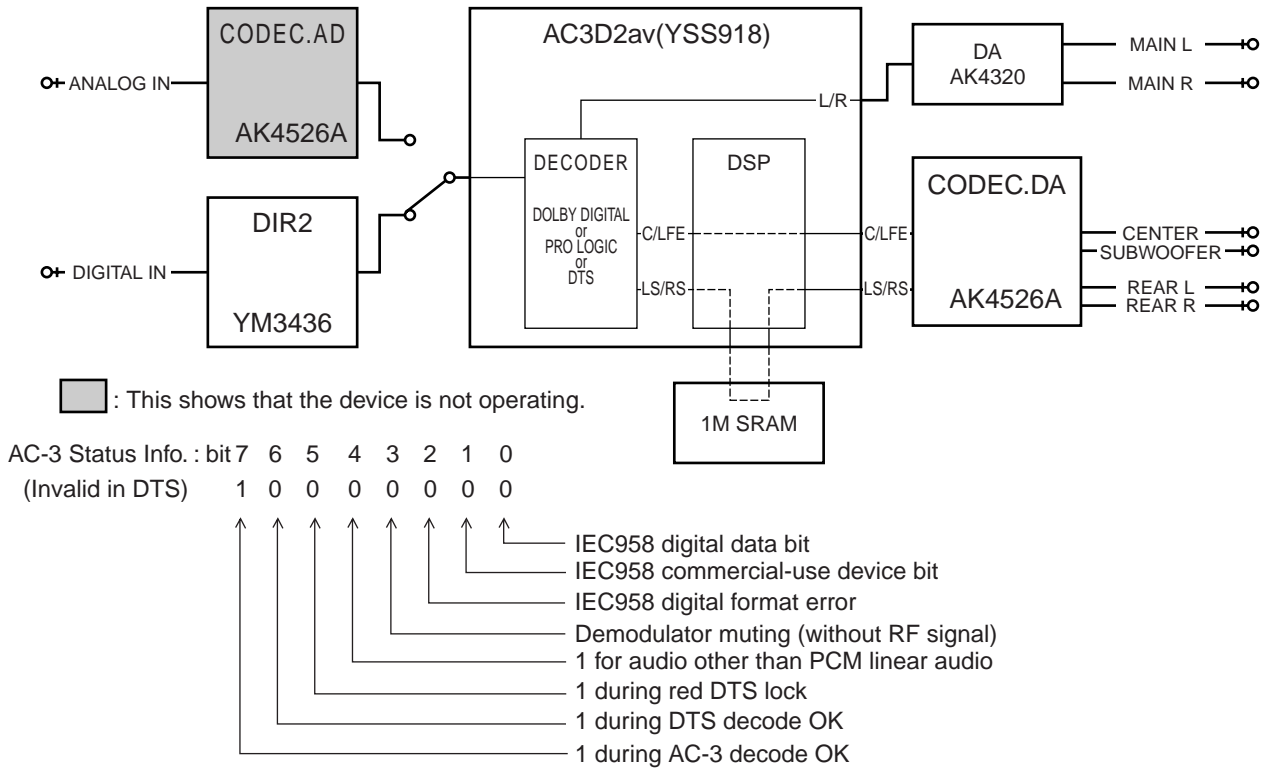 CODEC.AD
AK4526A
ANALOG IN
DIR2
YM3436
DIGITAL IN
AC3D2av(YSS918)
L/R
DECODER
DOLBY DIGITAL
or
PRO LOGIC
or
DTS
DSP
C/LFE
C/LFE
LS/RS
LS/RS
1M SRAM
DA
AK4320
MAIN L
MAIN R
CODEC.DA
AK4526A
CENTER
SUBWOOFER
REAR L
REAR R
: This shows that the device is not operating.
AC-3 Status Info. : bit 7 6 5 4 3 2 1 0
(Invalid in DTS) 1 0 0 0 0 0 0 0
IEC958 digital data bit
IEC958 commercial-use device bit
IEC958 digital format error
Demodulator muting (without RF signal)
1 for audio other than PCM linear audio
1 during red DTS lock
1 during DTS decode OK
1 during AC-3 decode OK